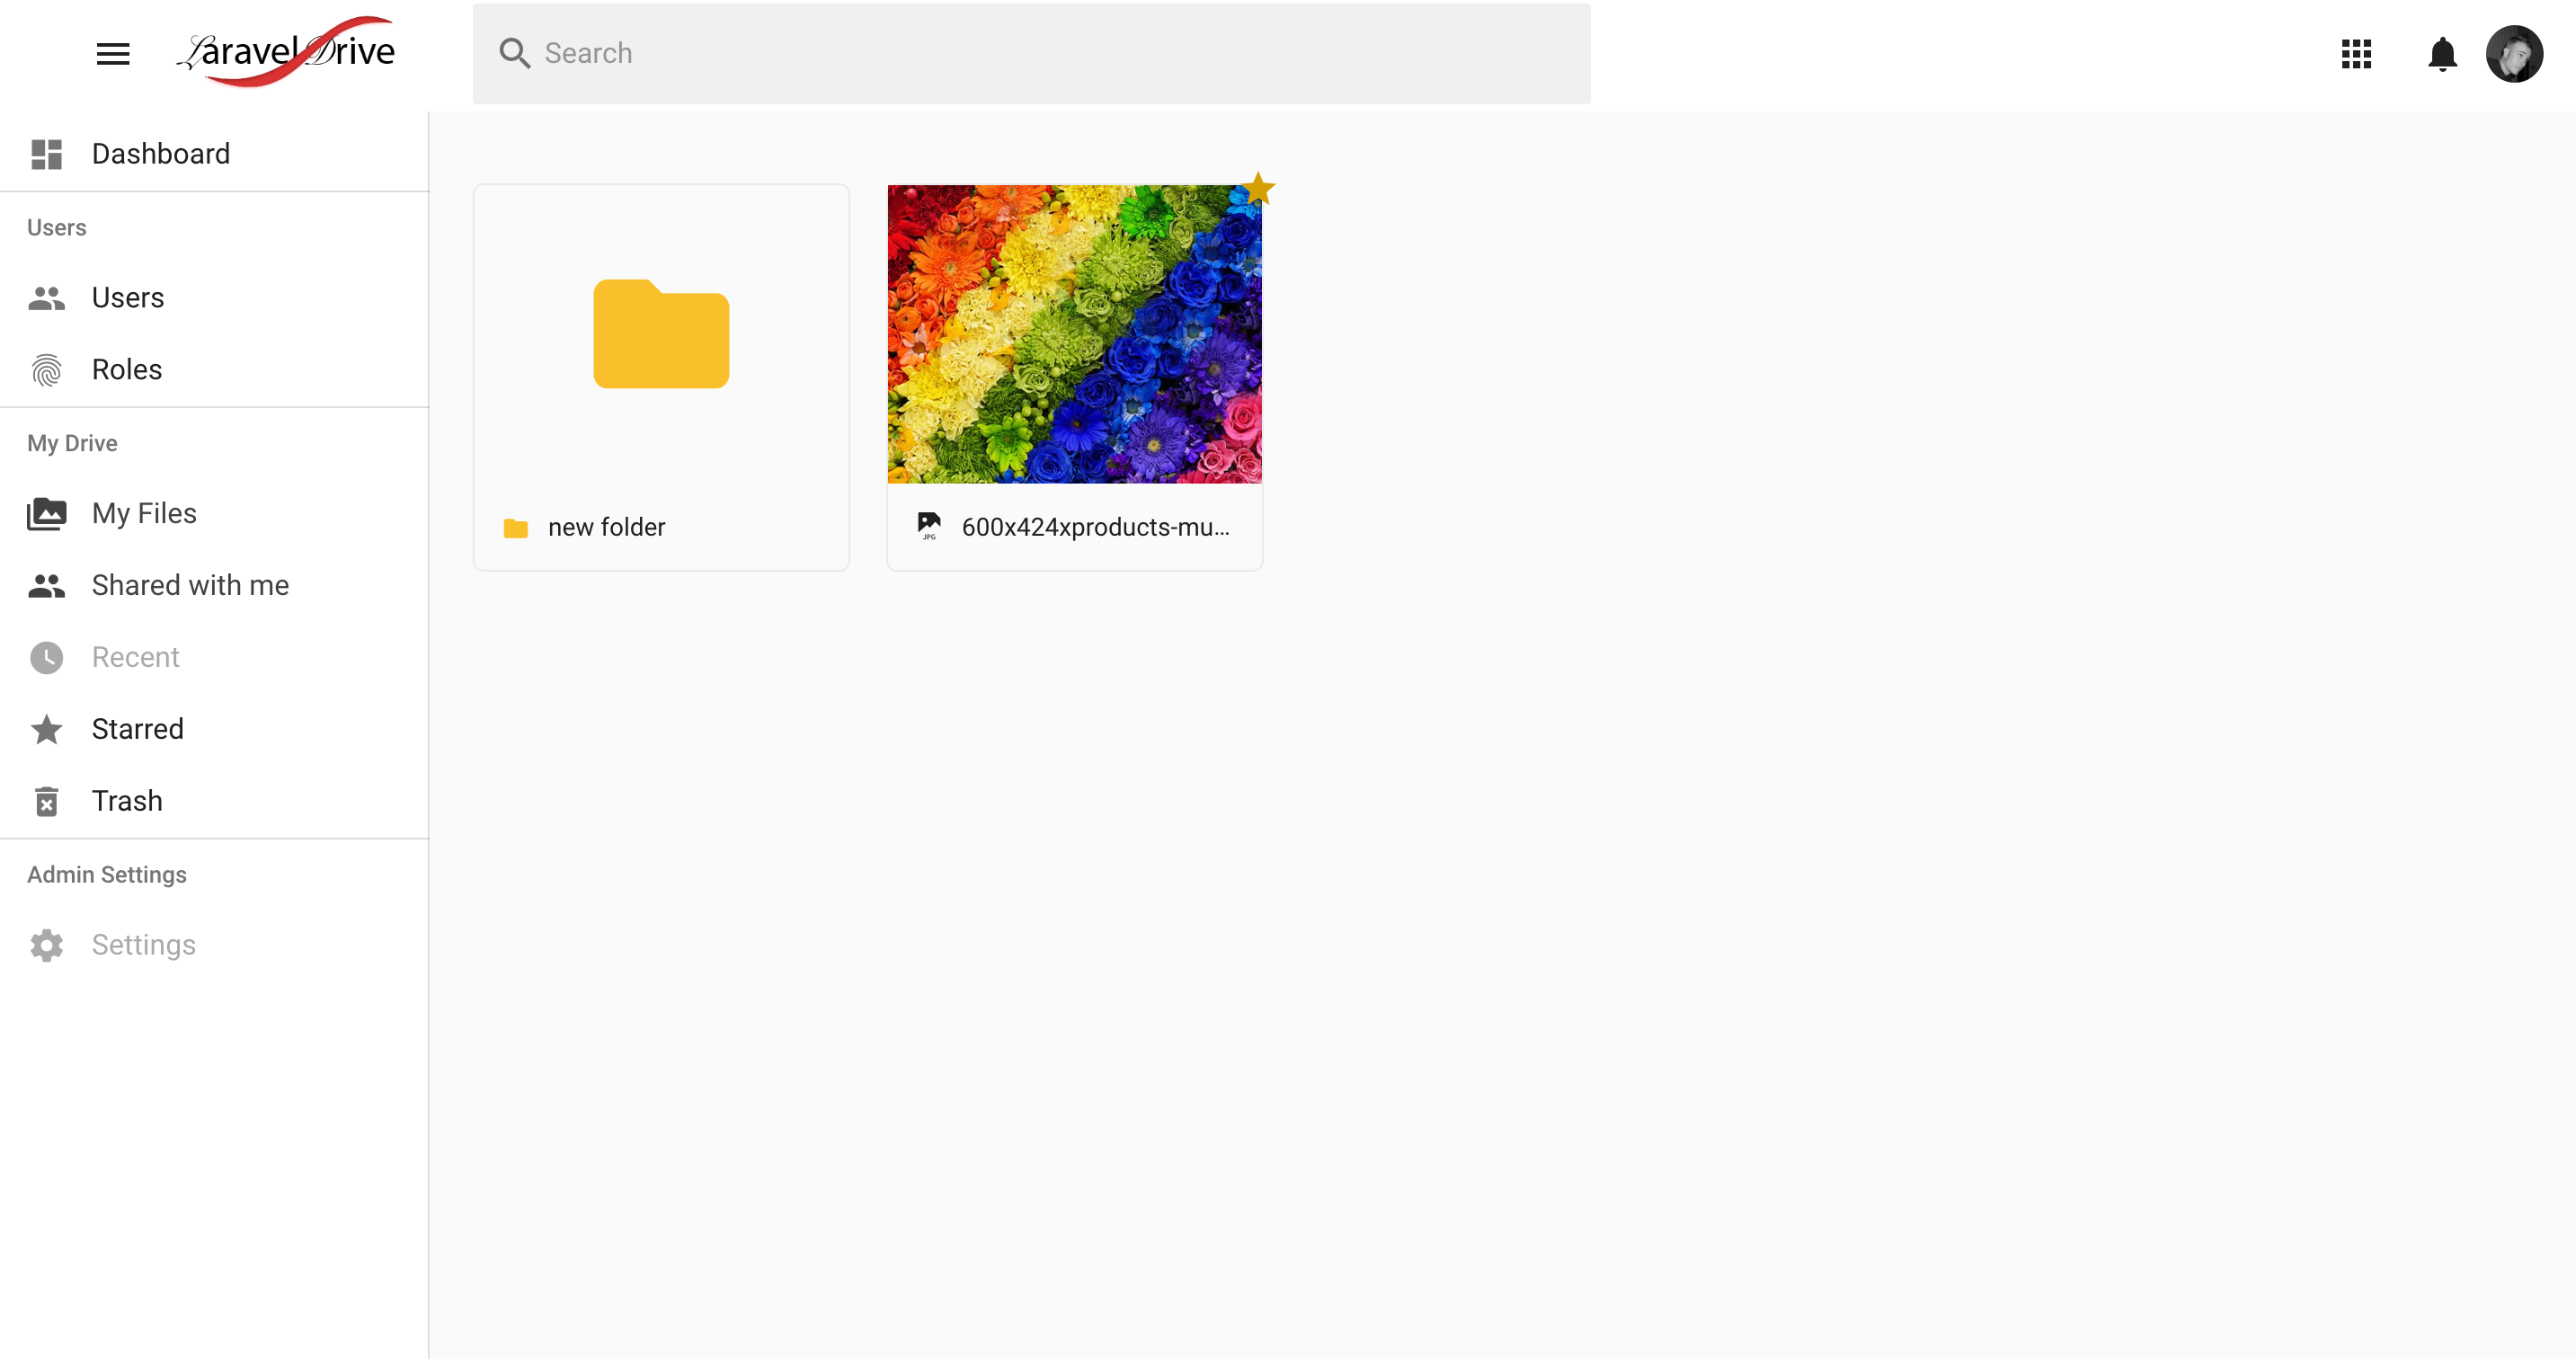 LaravelDrive
Search
Dashboard
Users
Users
Roles
My Drive
My Files
Shared with me
Recent
Starred
Trash
Admin Settings
Settings
new folder
JPG
600x424xproducts-mu...